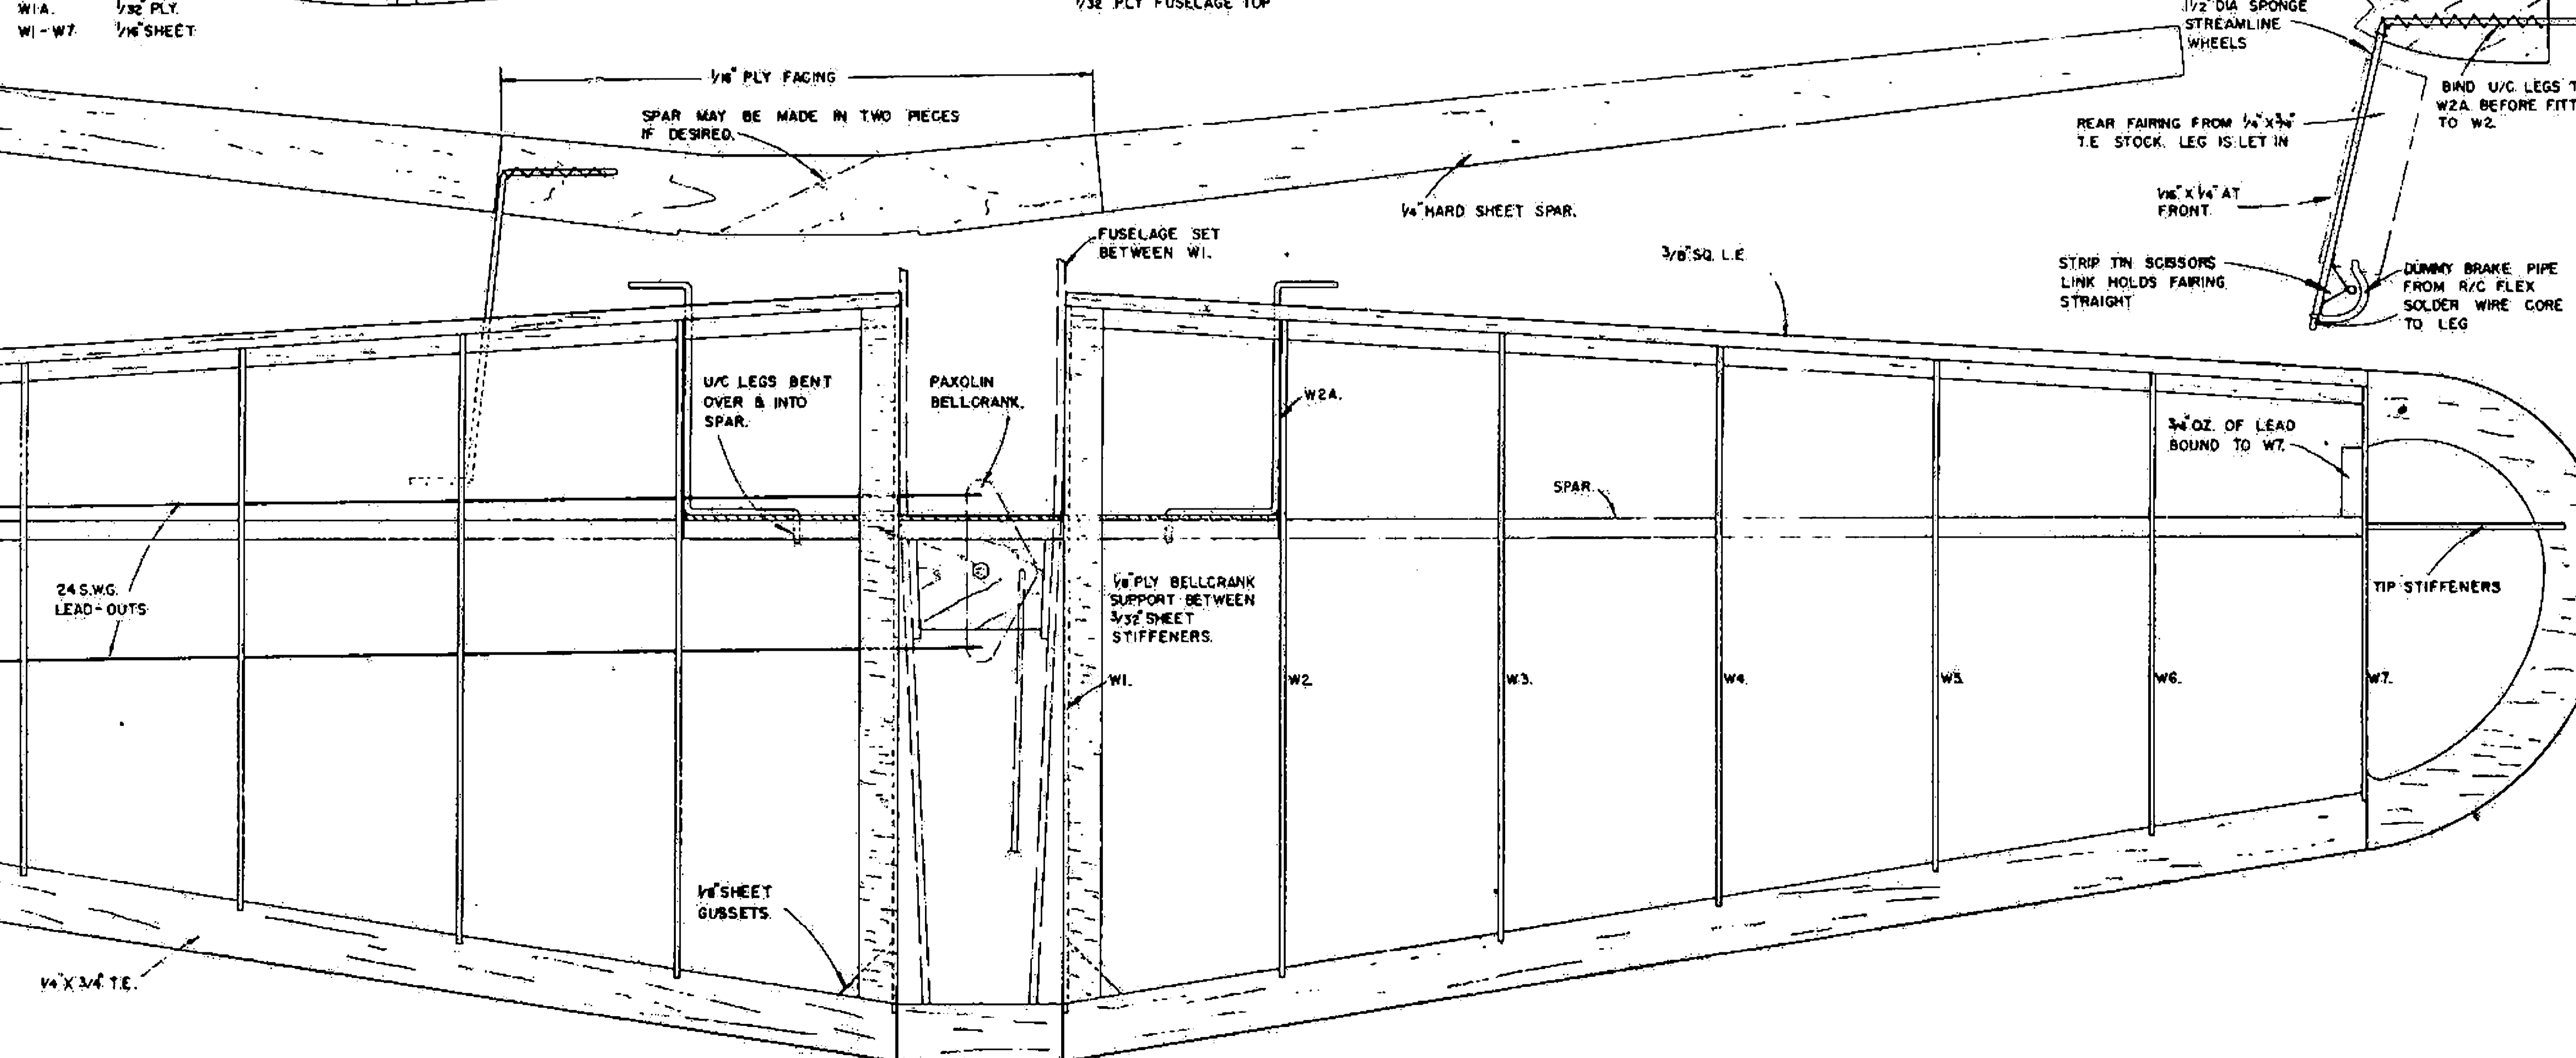 W1A. 1/32" PLY.
W1-W7. 1/16" SHEET
1/32 PLY FUSELAGE TOP
1 1/2" DIA SPONGE
STREAMLINE
WHEELS
1/16" PLY FACING
SPAR MAY BE MADE IN TWO PIECES
IF DESIRED.
BIND U/C LEGS T
W2A BEFORE FITT
TO W2
REAR FAIRING FROM 1/4" X 3/4"
T.E STOCK. LEG IS LET IN
1/16" X 1/4" AT
FRONT.
1/4" HARD SHEET SPAR.
FUSELAGE SET
BETWEEN W1.
3/8" SQ. L.E.
STRIP TIN SCISSORS
LINK HOLDS FAIRING
STRAIGHT
DUMMY BRAKE PIPE
FROM R/C FLEX
SOLDER WIRE CORE
TO LEG
U/C LEGS BENT
OVER & INTO
SPAR.
PAXOLIN
BELLCRANK.
W2A.
3/4 OZ. OF LEAD
BOUND TO W7.
SPAR.
24 S.W.G.
LEAD-OUTS
1/8" PLY BELLCRANK
SUPPORT BETWEEN
3/32" SHEET
STIFFENERS.
TIP STIFFENERS
W1.
W2
W3.
W4.
W5.
W6.
W7.
1/8" SHEET
GUSSETS
1/4" X 3/4" T.E.